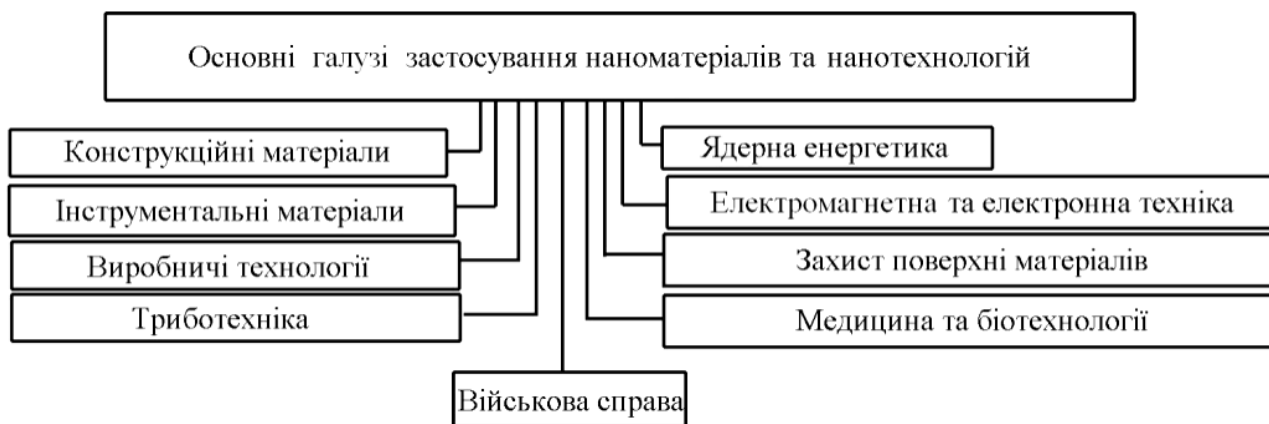 Основні галузі застосування наноматеріалів та нанотехнологій
Конструкційні матеріали
Інструментальні матеріали
Виробничі технології
Триботехніка
Ядерна енергетика
Електромагнетна та електронна техніка
Захист поверхні матеріалів
Медицина та біотехнології
Військова справа